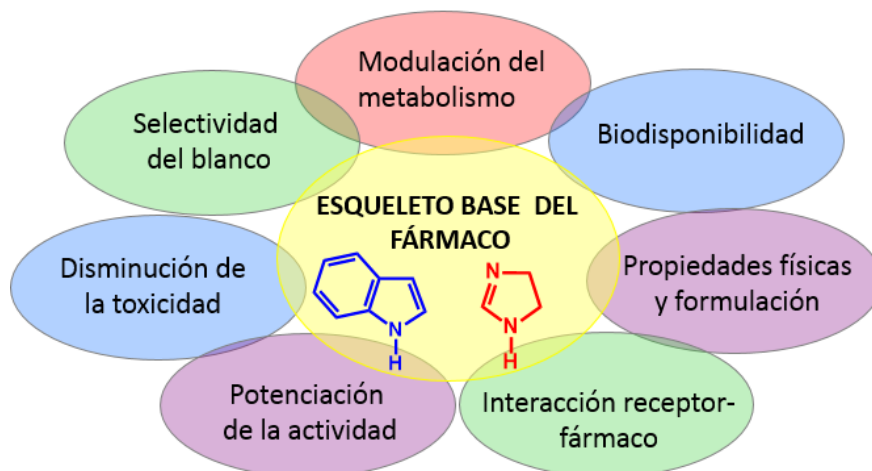 Modulación del
metabolismo
Selectividad
del blanco
Biodisponibilidad
ESQUELETO BASE DEL
FÁRMACO
Disminución de
la toxicidad
Propiedades físicas
y formulación
N
N
H
N
H
Potenciación
de la actividad
Interacción receptor-
fármaco